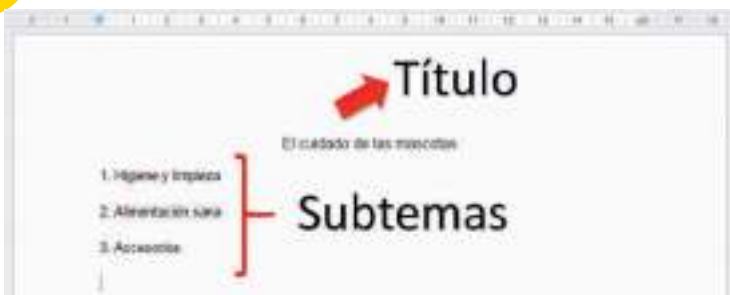 Título
El cuidado de las mascotas
1. Higiene y limpieza
2. Alimentación sana
Subtemas
3. Accesorios